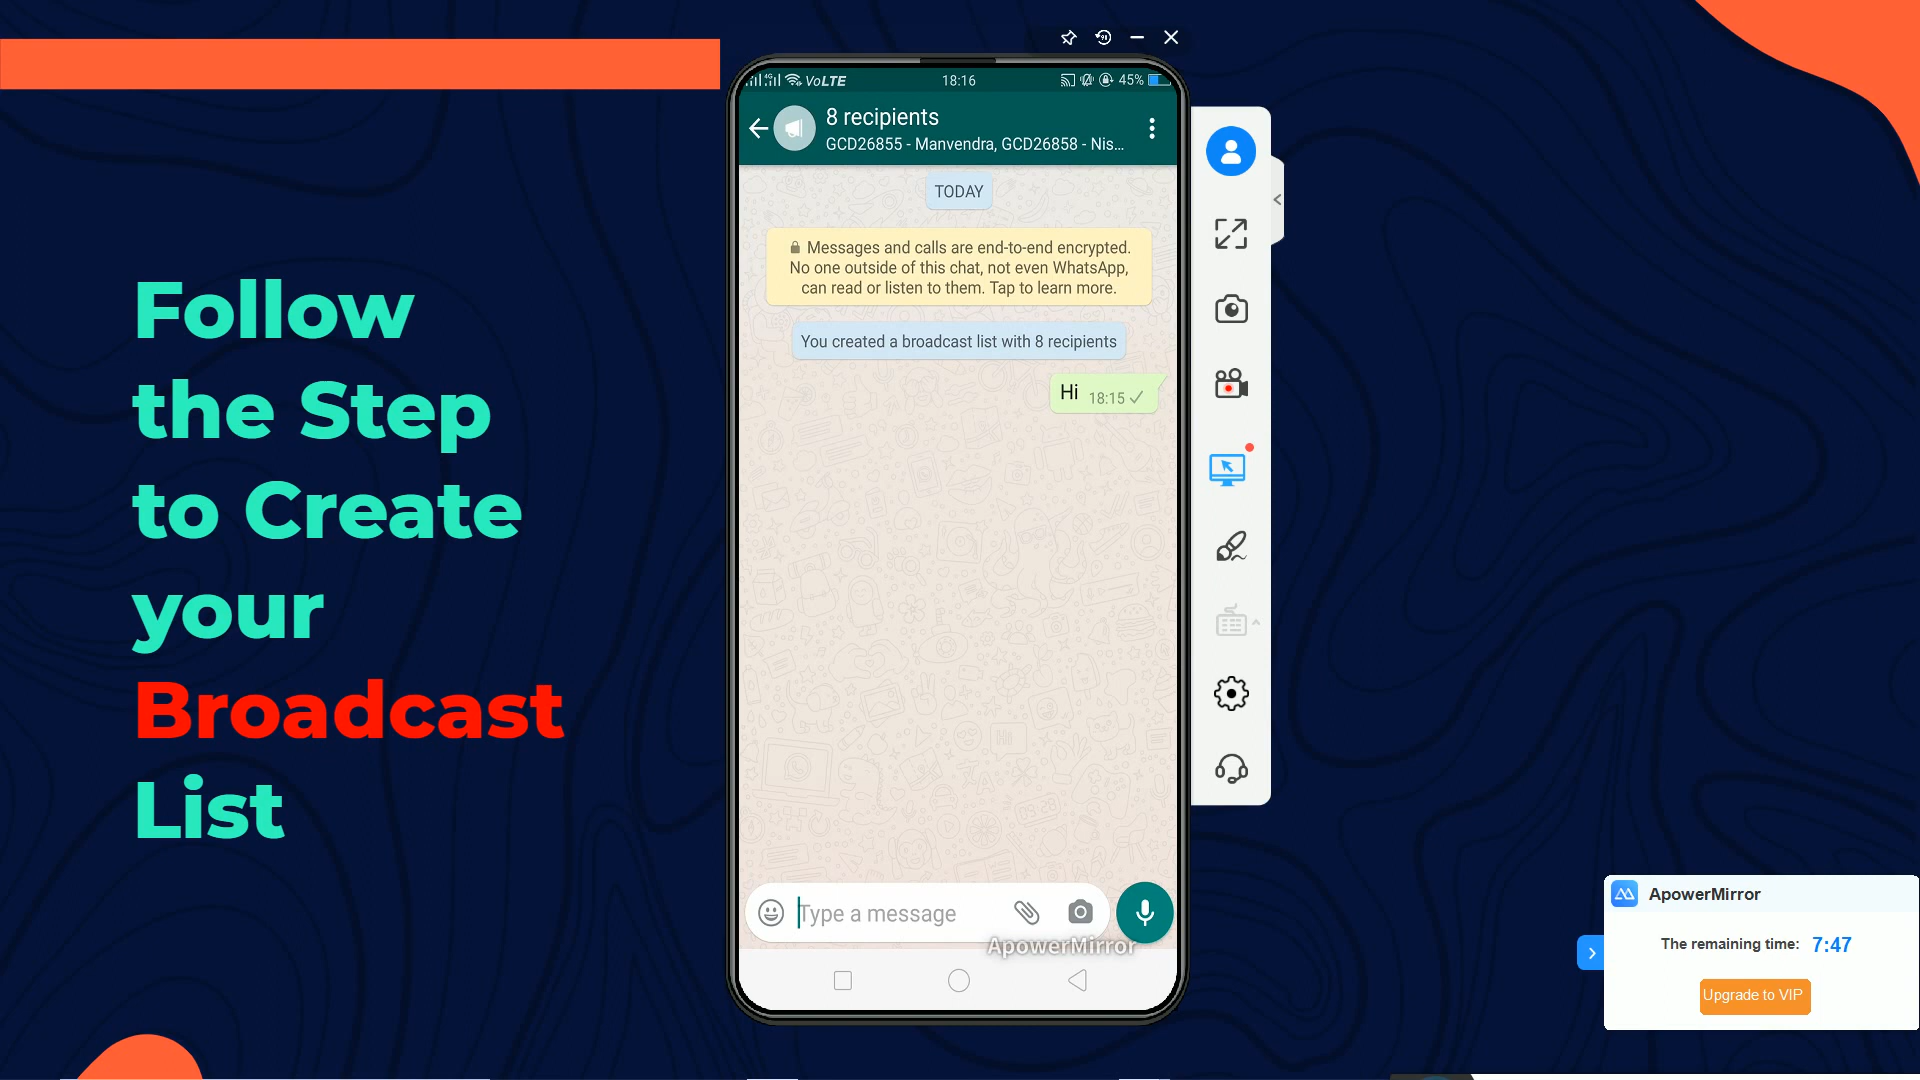 Follow
the Step
to Create
your
Broadcast
List
VoLTE 18:16 45%
8 recipients
GCD26855 - Manvendra, GCD26858 - Nis...
TODAY
Messages and calls are end-to-end encrypted.
No one outside of this chat, not even WhatsApp,
can read or listen to them. Tap to learn more.
You created a broadcast list with 8 recipients
Hi 18:15
Type a message
ApowerMirror
ApowerMirror
The remaining time: 7:47
Upgrade to VIP